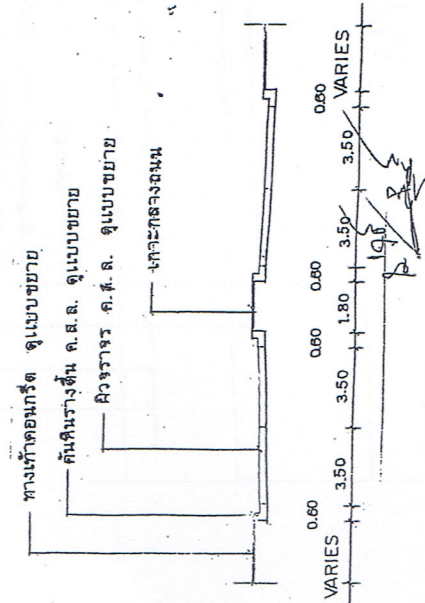 ทางเท้าคอนกรีต ดูแบบขยาย
คันหินรางตื้น ค.ส.ล. ดูแบบขยาย
ผิวจราจร ค.ส.ล. ดูแบบขยาย
เกาะกลางถนน
VARIES 0.60 3.50 3.50 0.60 1.80 0.60 3.50 3.50 0.60 VARIES